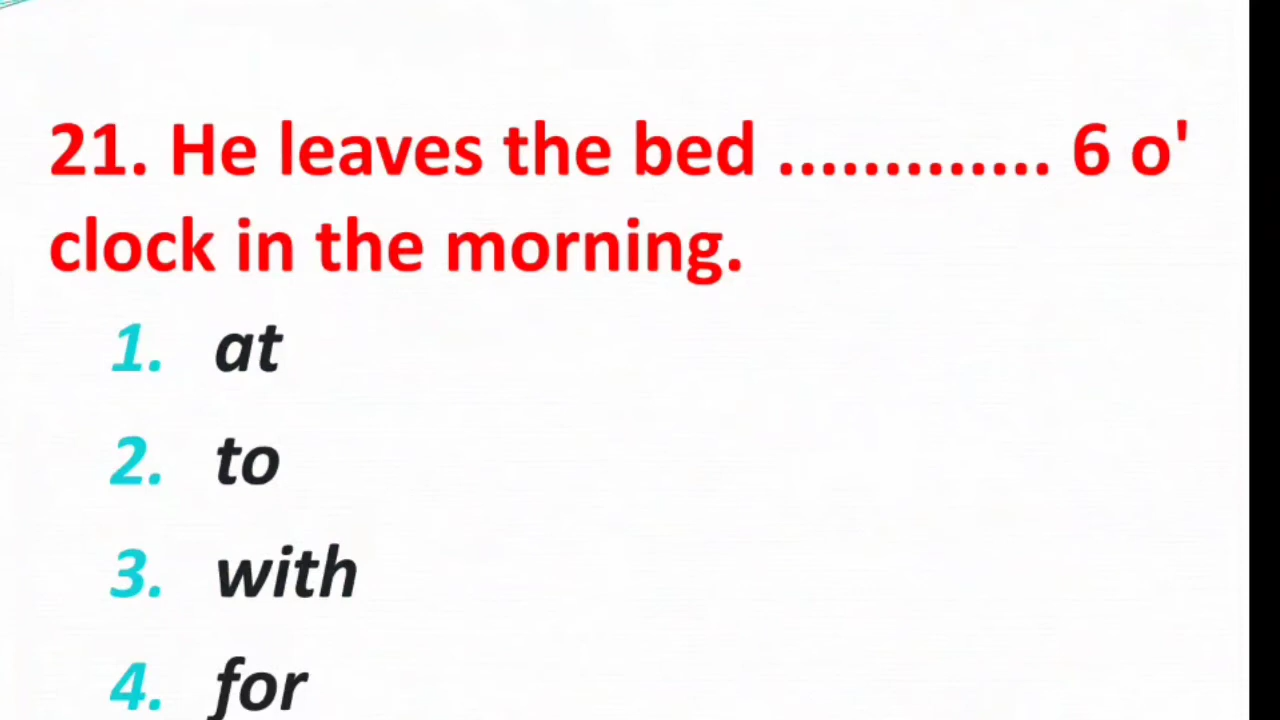 21. He leaves the bed ............. 6 o'
clock in the morning.
1. at
2. to
3. with
4. for